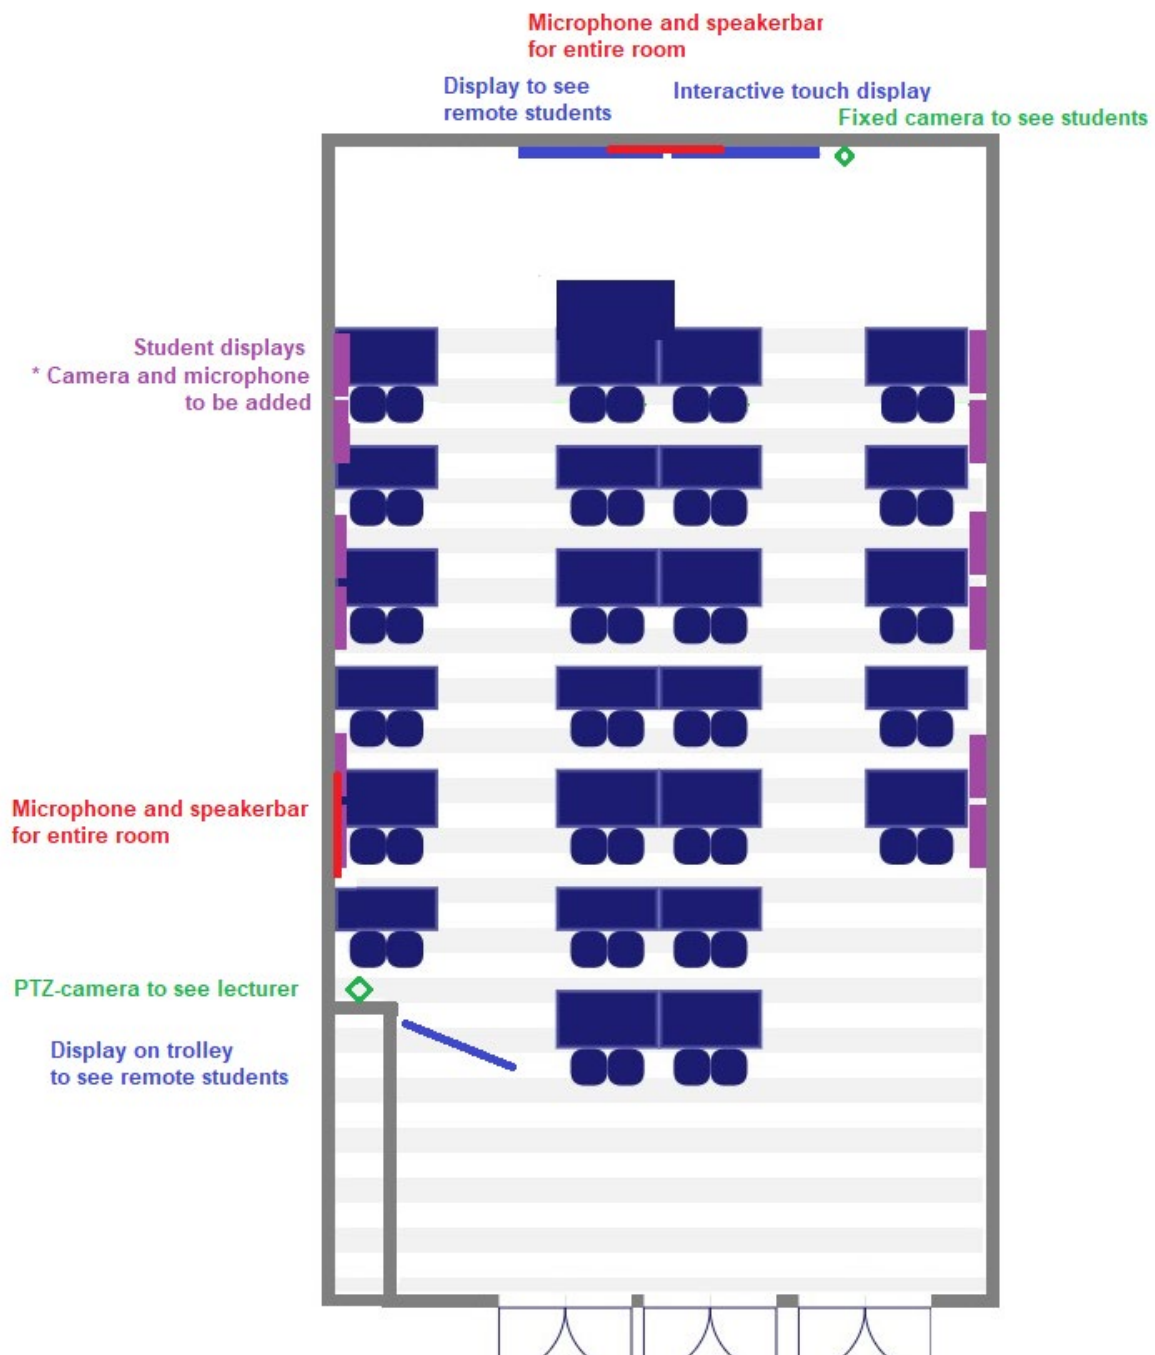 Microphone and speakerbar
for entire room
Display to see
remote students
Interactive touch display
Fixed camera to see students
Student displays
* Camera and microphone
to be added
Microphone and speakerbar
for entire room
PTZ-camera to see lecturer
Display on trolley
to see remote students